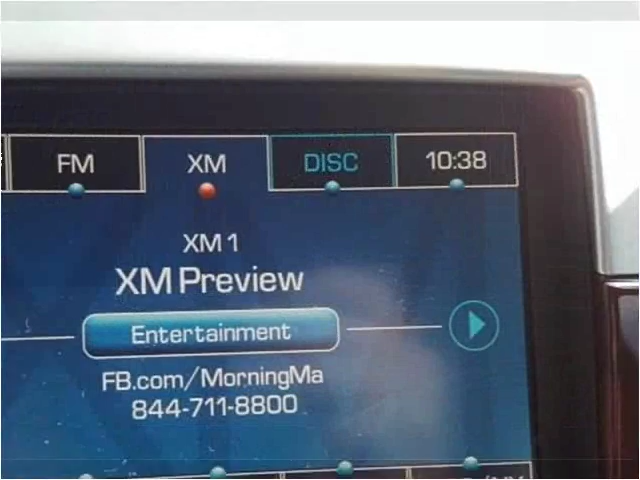 FM XM DISC 10:38
XM 1
XM Preview
Entertainment
FB.com/MorningMa
844-711-8800